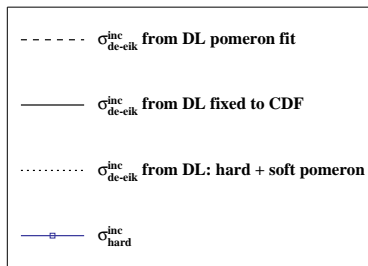 σ^inc_de-eik from DL pomeron fit
σ^inc_de-eik from DL fixed to CDF
σ^inc_de-eik from DL: hard + soft pomeron
σ^inc_hard